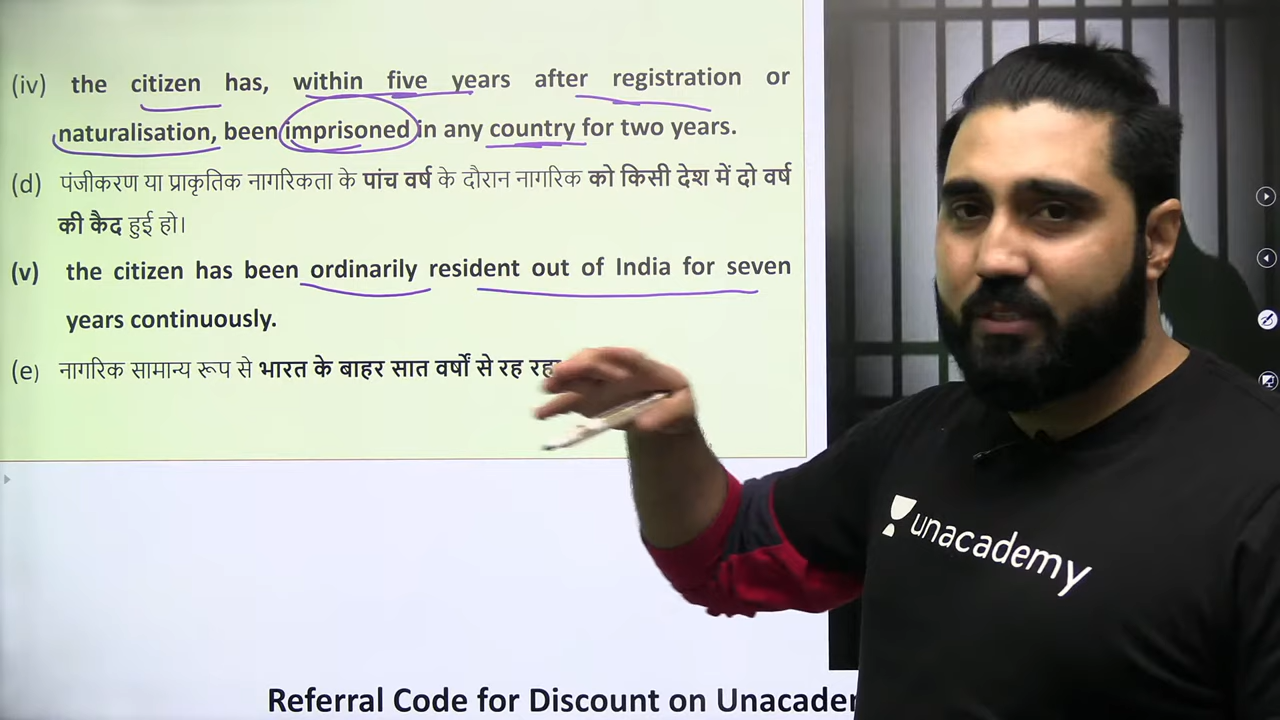 (iv) the citizen has, within five years after registration or
naturalisation, been imprisoned in any country for two years.
(d) पंजीकरण या प्राकृतिक नागरिकता के पांच वर्ष के दौरान नागरिक को किसी देश में दो वर्ष
की कैद हुई हो।
(v) the citizen has been ordinarily resident out of India for seven
years continuously.
(e) नागरिक सामान्य रूप से भारत के बाहर सात वर्षों से रह
unacademy
Referral Code for Discount on